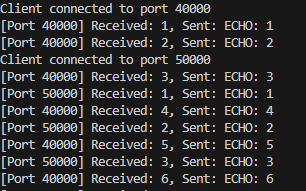 Client connected to port 40000
[Port 40000] Received: 1, Sent: ECHO: 1
[Port 40000] Received: 2, Sent: ECHO: 2
Client connected to port 50000
[Port 40000] Received: 3, Sent: ECHO: 3
[Port 50000] Received: 1, Sent: ECHO: 1
[Port 40000] Received: 4, Sent: ECHO: 4
[Port 50000] Received: 2, Sent: ECHO: 2
[Port 40000] Received: 5, Sent: ECHO: 5
[Port 50000] Received: 3, Sent: ECHO: 3
[Port 40000] Received: 6, Sent: ECHO: 6